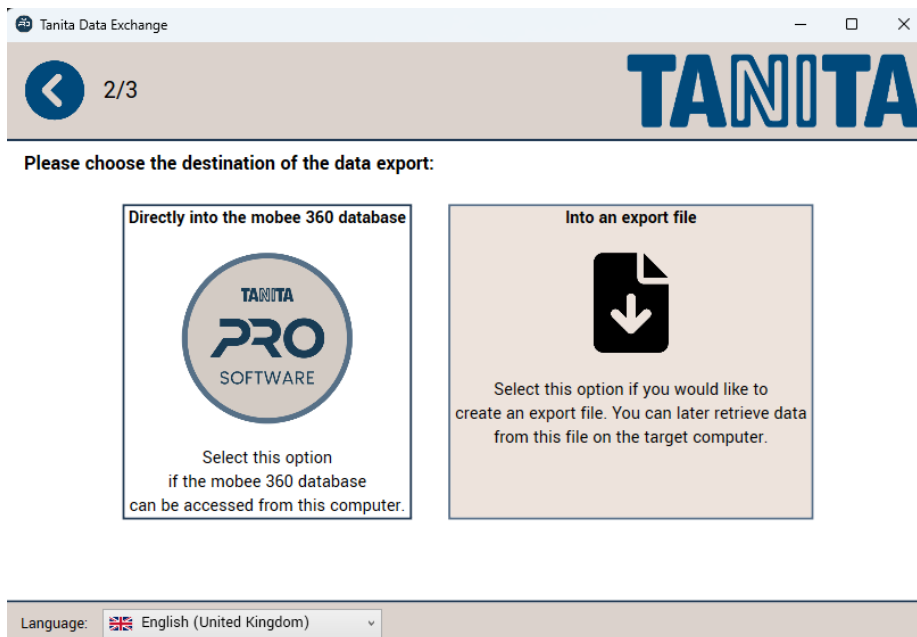 Tanita Data Exchange
2/3
TANITA
Please choose the destination of the data export:
Directly into the mobee 360 database
TANITA
PRO
SOFTWARE
Select this option
if the mobee 360 database
can be accessed from this computer.
Into an export file
Select this option if you would like to
create an export file. You can later retrieve data
from this file on the target computer.
Language: English (United Kingdom)